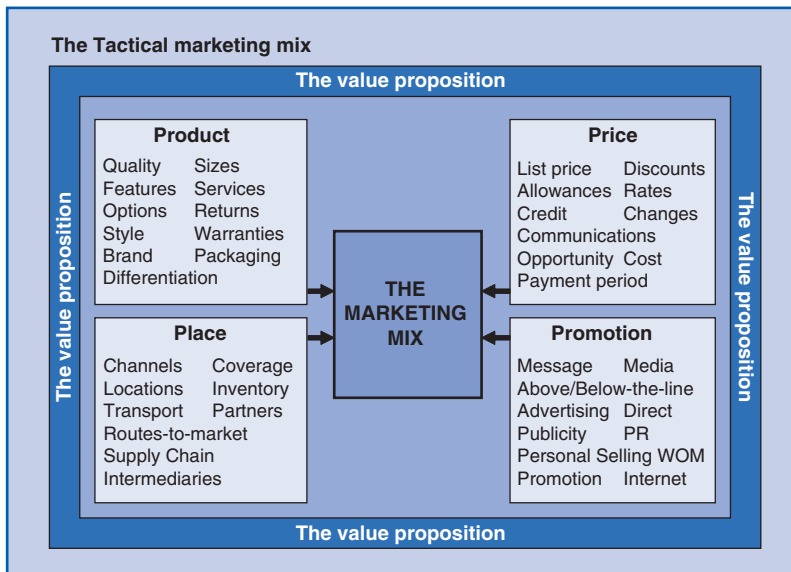 The Tactical marketing mix
The value proposition
The value proposition
Product
Quality Sizes
Features Services
Options Returns
Style Warranties
Brand Packaging
Differentiation
Price
List price Discounts
Allowances Rates
Credit Changes
Communications
Opportunity Cost
Payment period
THE
MARKETING
MIX
Place
Channels Coverage
Locations Inventory
Transport Partners
Routes-to-market
Supply Chain
Intermediaries
Promotion
Message Media
Above/Below-the-line
Advertising Direct
Publicity PR
Personal Selling WOM
Promotion Internet
The value proposition
The value proposition